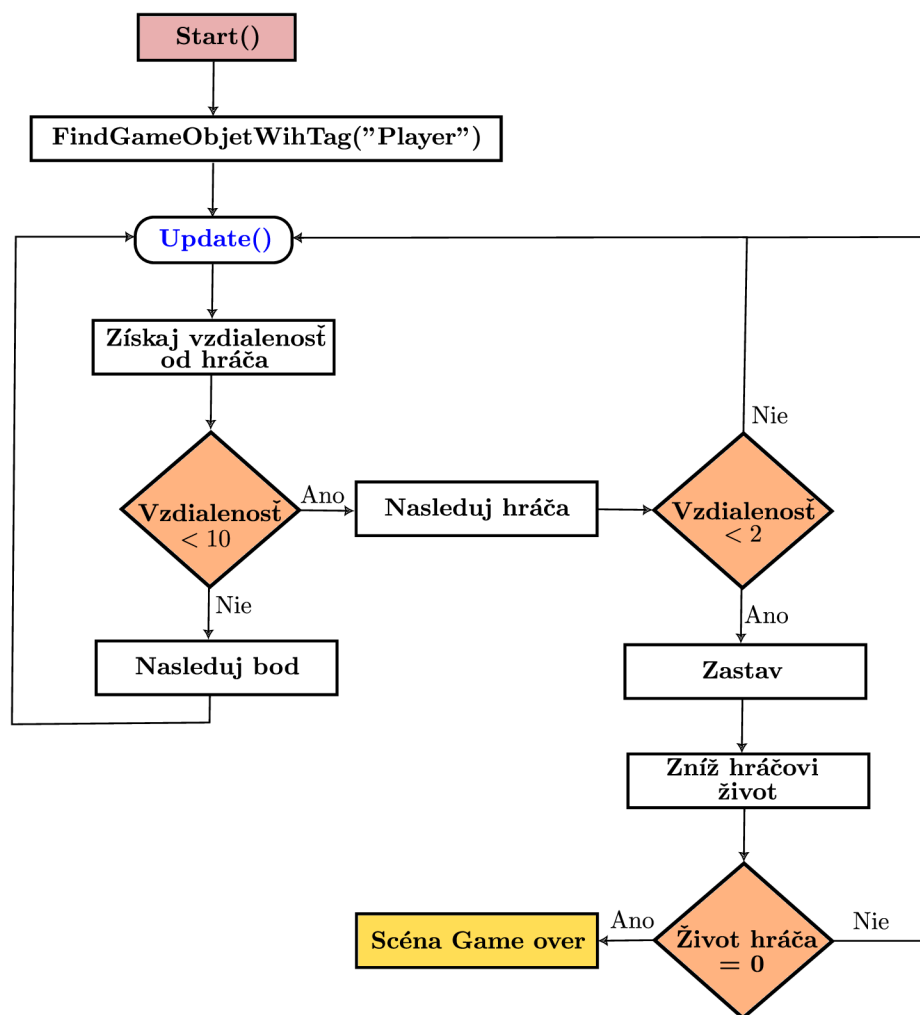 Start()
FindGameObjetWihTag("Player")
Update()
Získaj vzdialenosť
od hráča
Vzdialenosť
< 10
Ano
Nasleduj hráča
Vzdialenosť
< 2
Nie
Nie
Nasleduj bod
Ano
Zastav
Zníž hráčovi
život
Život hráča
= 0
Ano
Scéna Game over
Nie